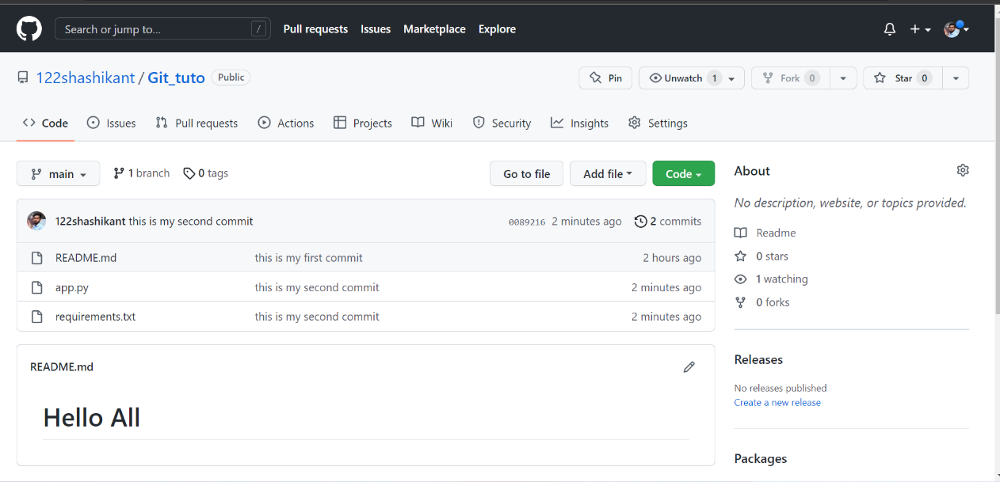 Search or jump to... / Pull requests Issues Marketplace Explore
122shashikant / Git_tuto Public Pin Unwatch 1 Fork 0 Star 0
Code Issues Pull requests Actions Projects Wiki Security Insights Settings
main 1 branch 0 tags Go to file Add file Code
122shashikant this is my second commit 0089216 2 minutes ago 2 commits
README.md this is my first commit 2 hours ago
app.py this is my second commit 2 minutes ago
requirements.txt this is my second commit 2 minutes ago
README.md
Hello All
About
No description, website, or topics provided.
Readme
0 stars
1 watching
0 forks
Releases
No releases published
Create a new release
Packages